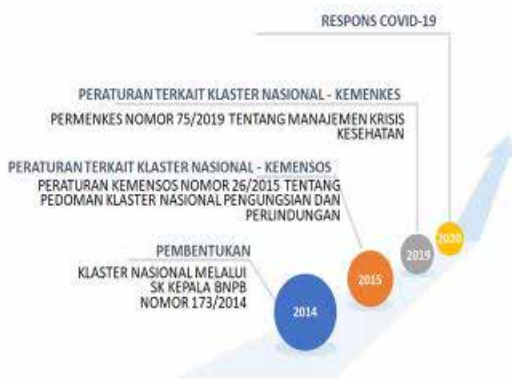 RESPONS COVID-19
PERATURAN TERKAIT KLASTER NASIONAL - KEMENKES
PERMENKES NOMOR 75/2019 TENTANG MANAJEMEN KRISIS
KESEHATAN
PERATURAN TERKAIT KLASTER NASIONAL - KEMENSOS
PERATURAN KEMENSOS NOMOR 26/2015 TENTANG
PEDOMAN KLASTER NASIONAL PENGUNGSIAN DAN
PERLINDUNGAN
PEMBENTUKAN
KLASTER NASIONAL MELALUI
SK KEPALA BNPB
NOMOR 173/2014
2014
2015
2019
2020